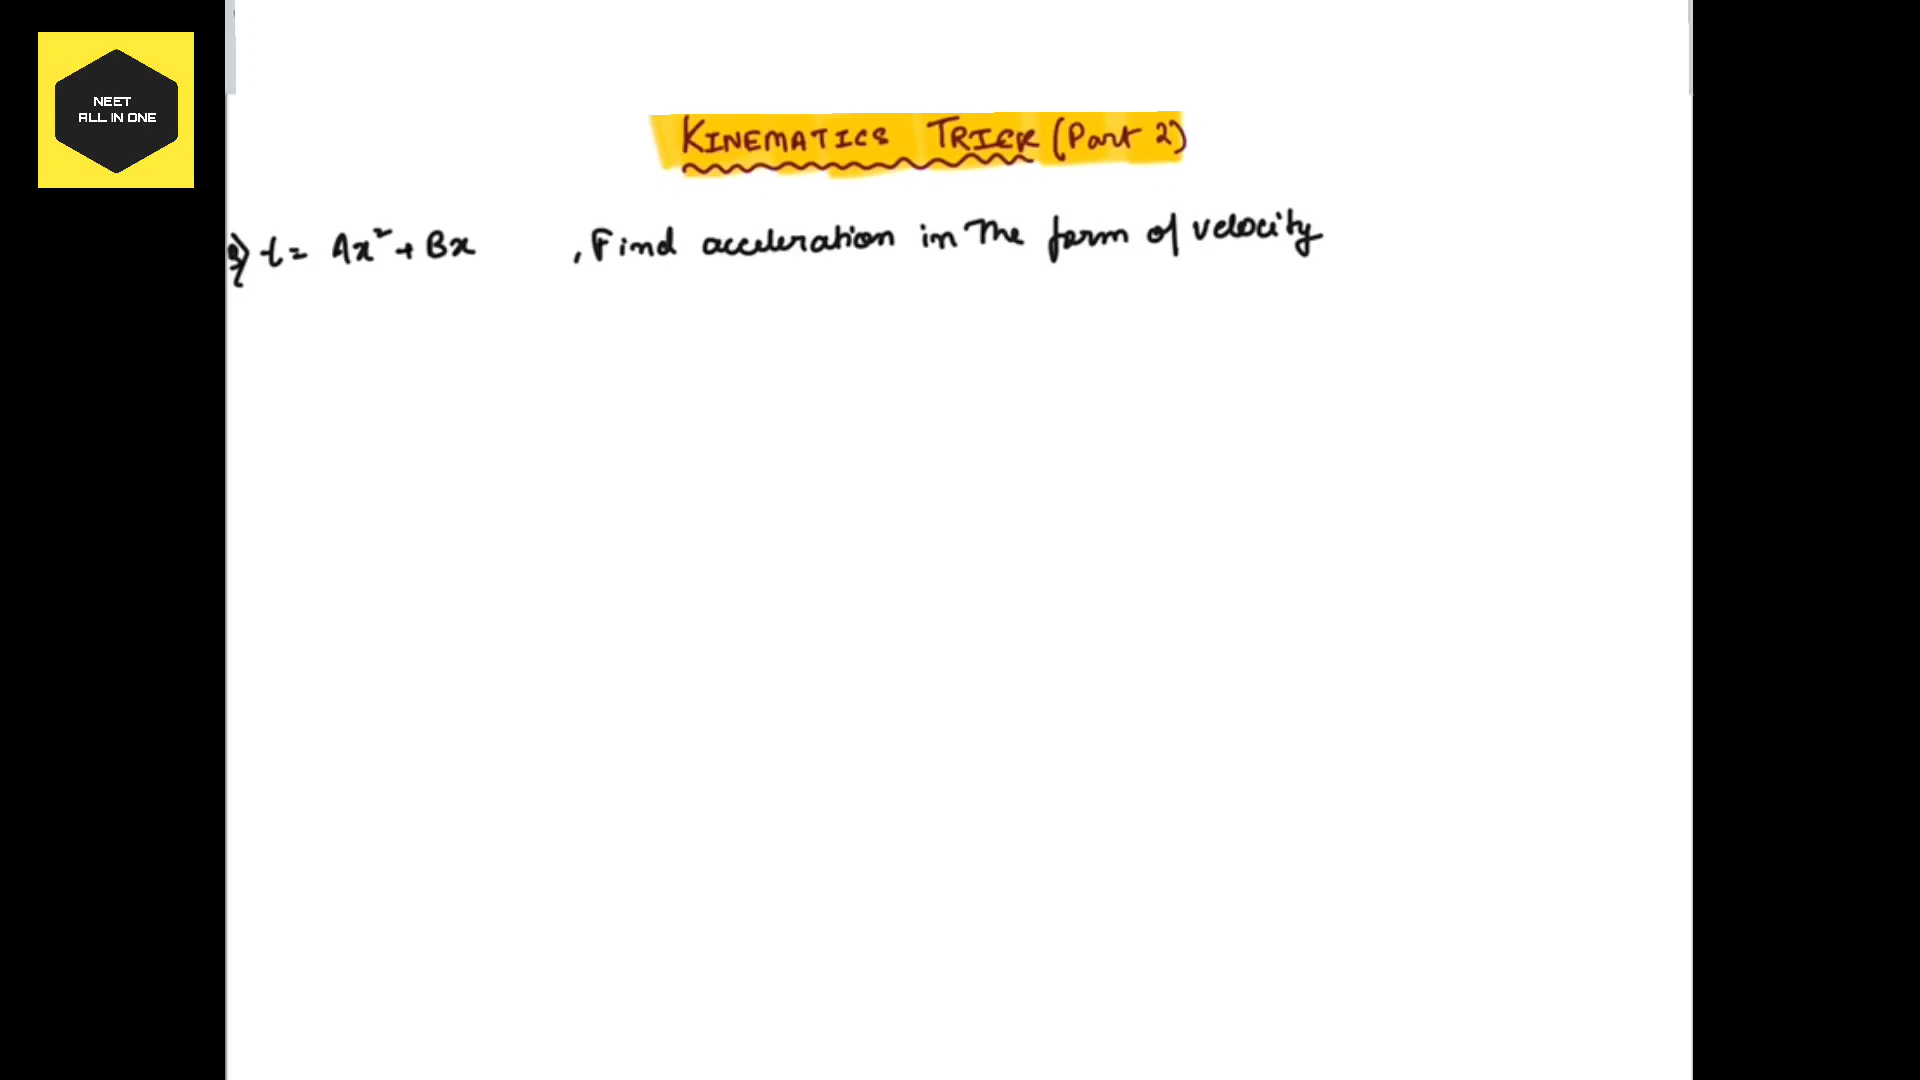 NEET
ALL IN ONE
KINEMATICS TRICK (Part 2)
Q) t = Ax² + Bx , Find acceleration in The form of velocity